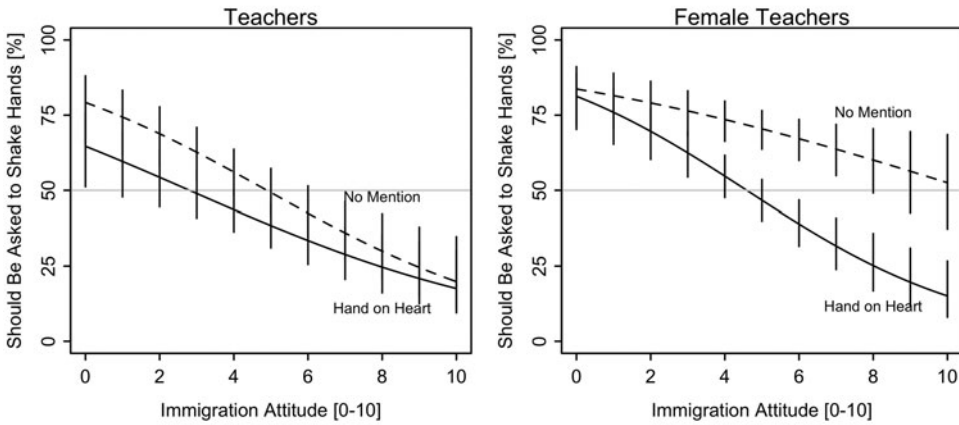 Teachers
Should Be Asked to Shake Hands [%]
100
75
50
25
0
No Mention
Hand on Heart
0 2 4 6 8 10
Immigration Attitude [0-10]
Female Teachers
Should Be Asked to Shake Hands [%]
100
75
50
25
0
No Mention
Hand on Heart
0 2 4 6 8 10
Immigration Attitude [0-10]